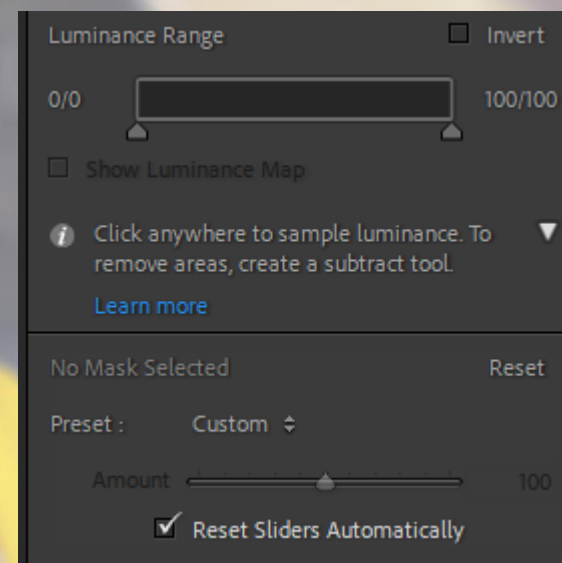 Luminance Range Invert
0/0 100/100
Show Luminance Map
Click anywhere to sample luminance. To
remove areas, create a subtract tool.
Learn more
No Mask Selected Reset
Preset : Custom
Amount 100
Reset Sliders Automatically